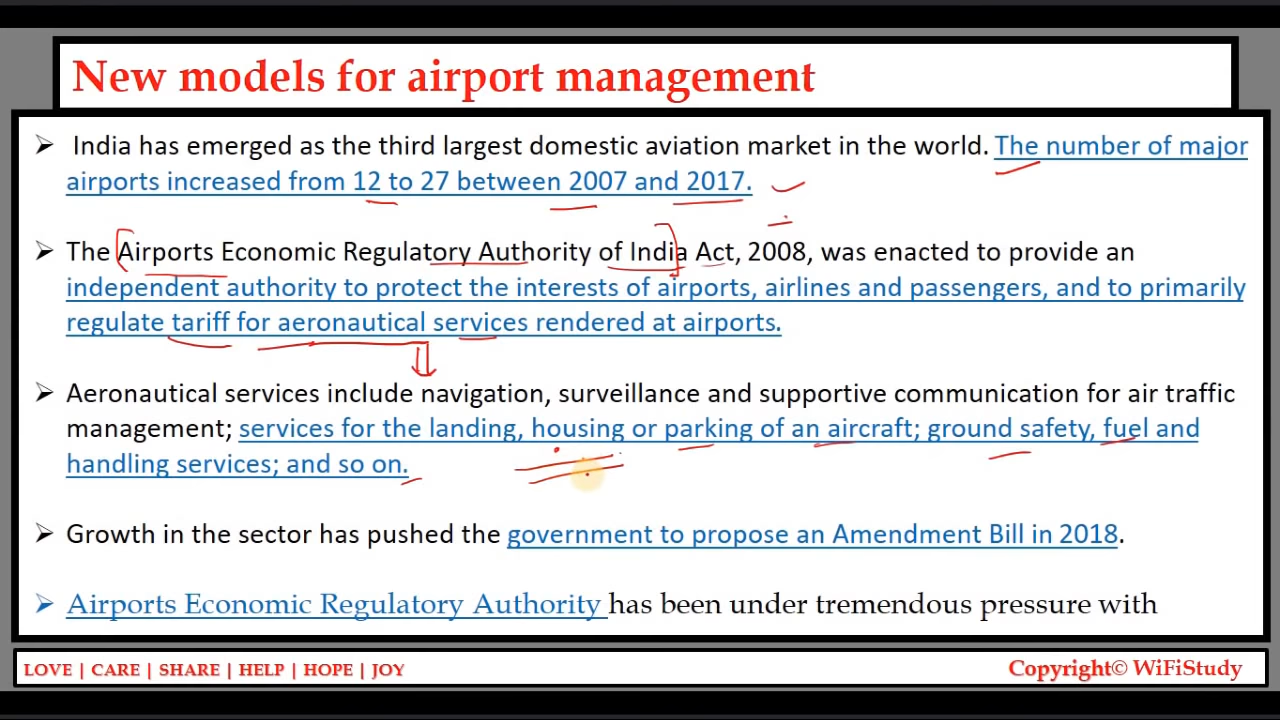 New models for airport management
➢ India has emerged as the third largest domestic aviation market in the world. The number of major
airports increased from 12 to 27 between 2007 and 2017.
➢ The Airports Economic Regulatory Authority of India Act, 2008, was enacted to provide an
independent authority to protect the interests of airports, airlines and passengers, and to primarily
regulate tariff for aeronautical services rendered at airports.
➢ Aeronautical services include navigation, surveillance and supportive communication for air traffic
management; services for the landing, housing or parking of an aircraft; ground safety, fuel and
handling services; and so on.
➢ Growth in the sector has pushed the government to propose an Amendment Bill in 2018.
➢ Airports Economic Regulatory Authority has been under tremendous pressure with
LOVE | CARE | SHARE | HELP | HOPE | JOY
Copyright© WiFiStudy